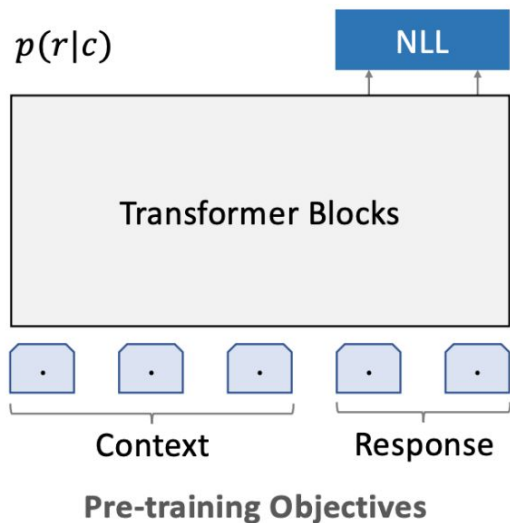 p(r|c)
NLL
Transformer Blocks
Context
Response
Pre-training Objectives